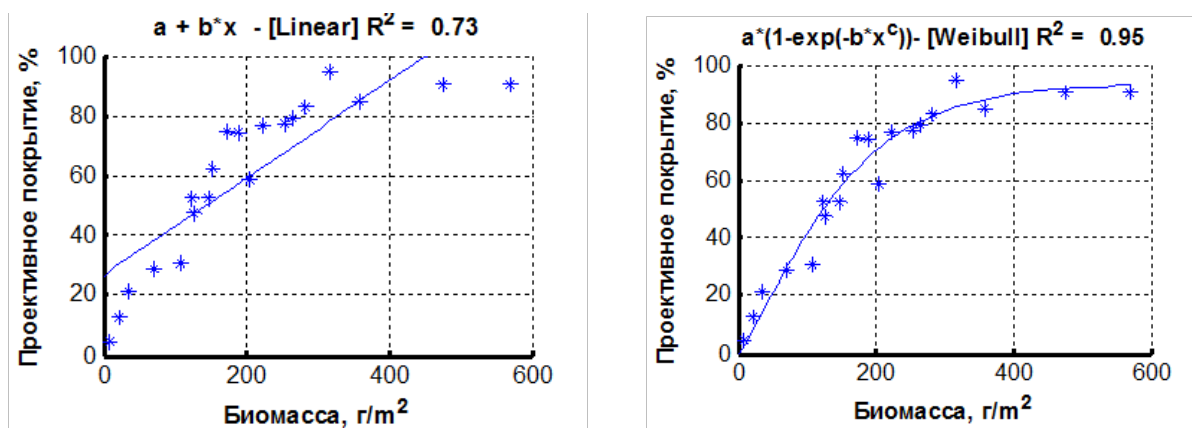 a + b*x - [Linear] R² = 0.73
Проективное покрытие, %
100
80
60
40
20
0
0 200 400 600
Биомасса, г/m²
a*(1-exp(-b*x^c))- [Weibull] R² = 0.95
Проективное покрытие, %
100
80
60
40
20
0
0 200 400 600
Биомасса, г/m²